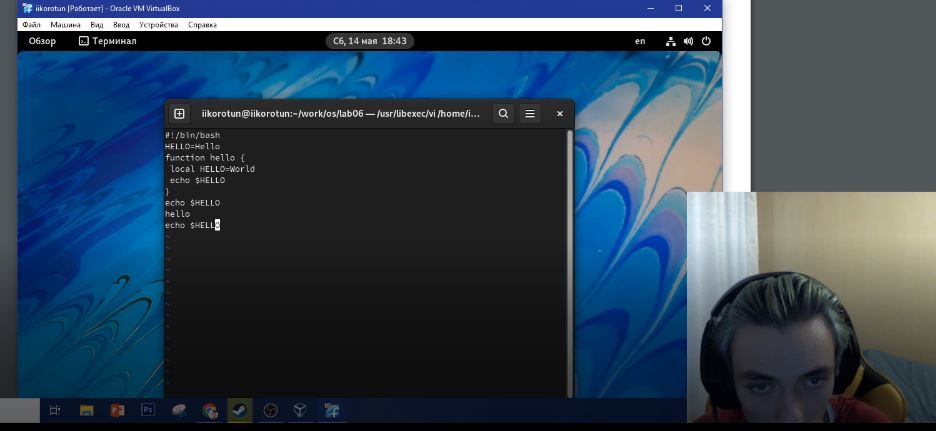 iikorotun [Работает] - Oracle VM VirtualBox
Файл Машина Вид Ввод Устройства Справка
Обзор Терминал Сб, 14 мая 18:43 en
iikorotun@iikorotun:~/work/os/lab06 — /usr/libexec/vi /home/i...
#!/bin/bash
HELLO=Hello
function hello {
local HELLO=World
echo $HELLO
}
echo $HELLO
hello
echo $HELLO
~
~
~
~
~
~
~
~
~
~
~
~
~
~